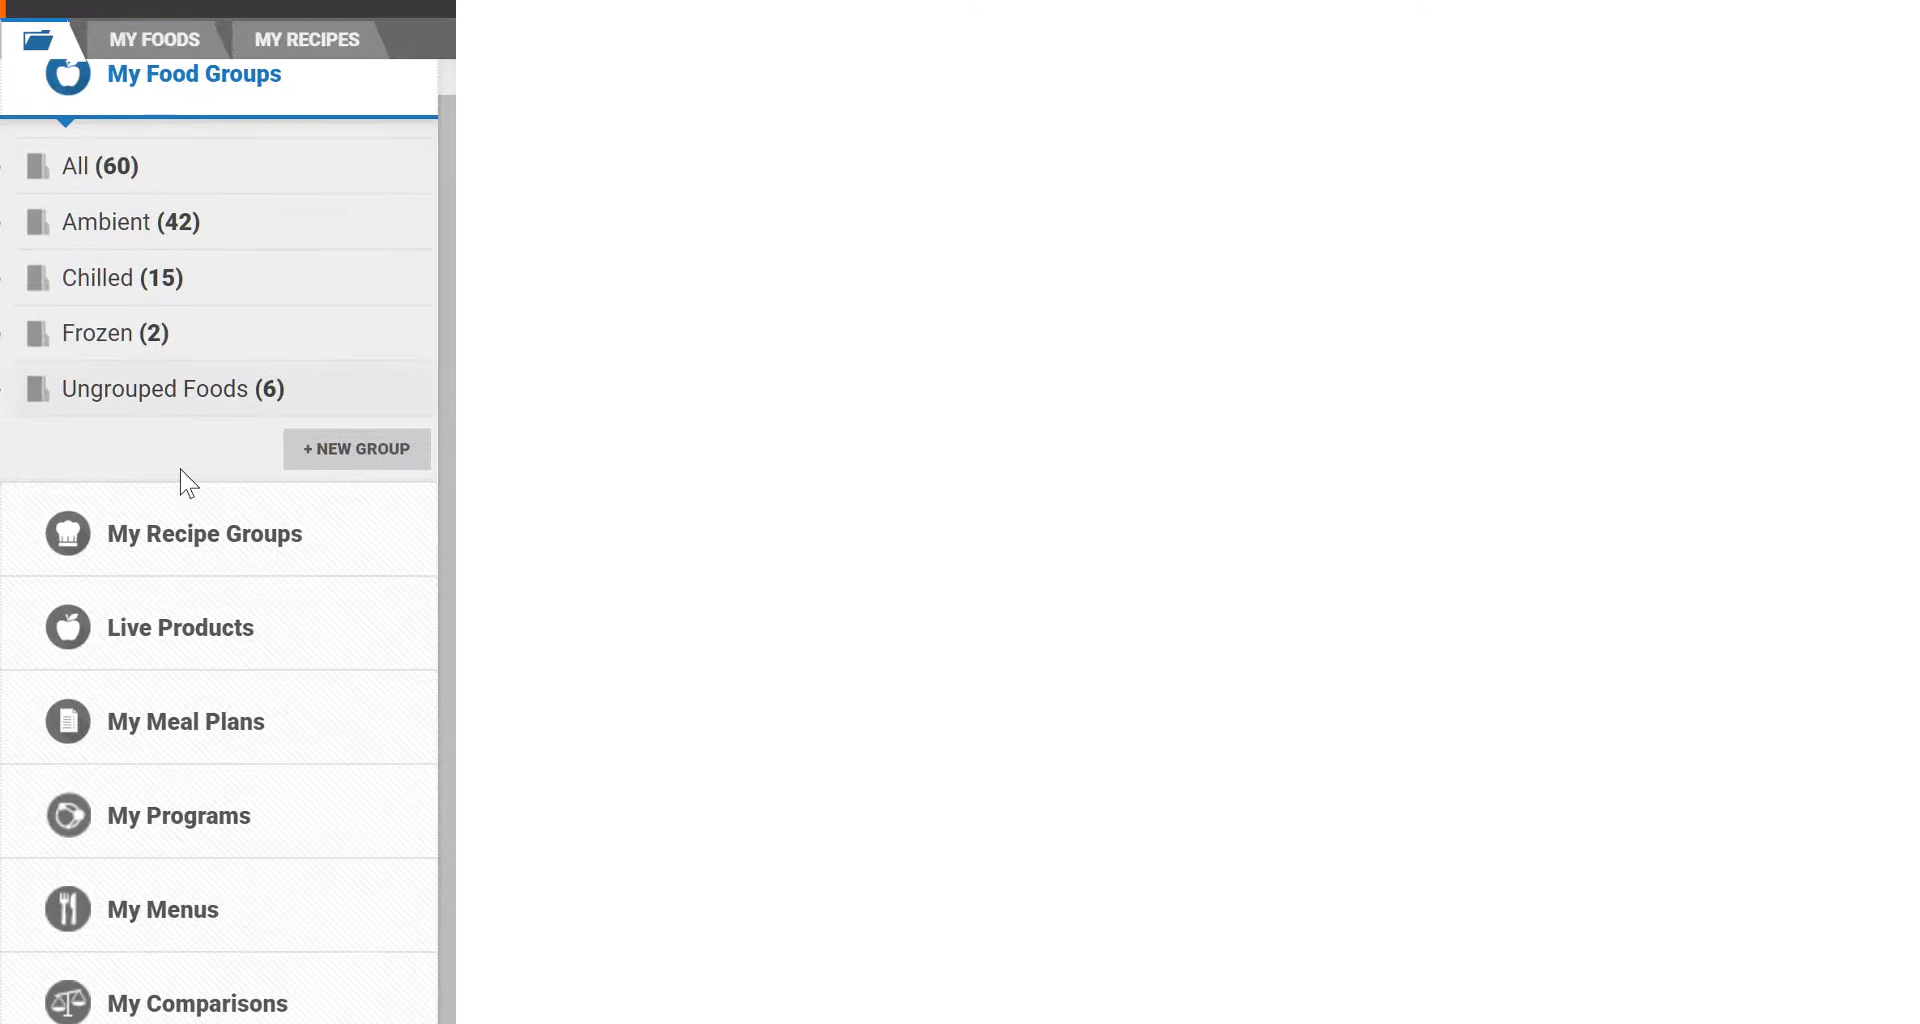 MY FOODS
MY RECIPES
My Food Groups
All (60)
Ambient (42)
Chilled (15)
Frozen (2)
Ungrouped Foods (6)
+ NEW GROUP
My Recipe Groups
Live Products
My Meal Plans
My Programs
My Menus
My Comparisons